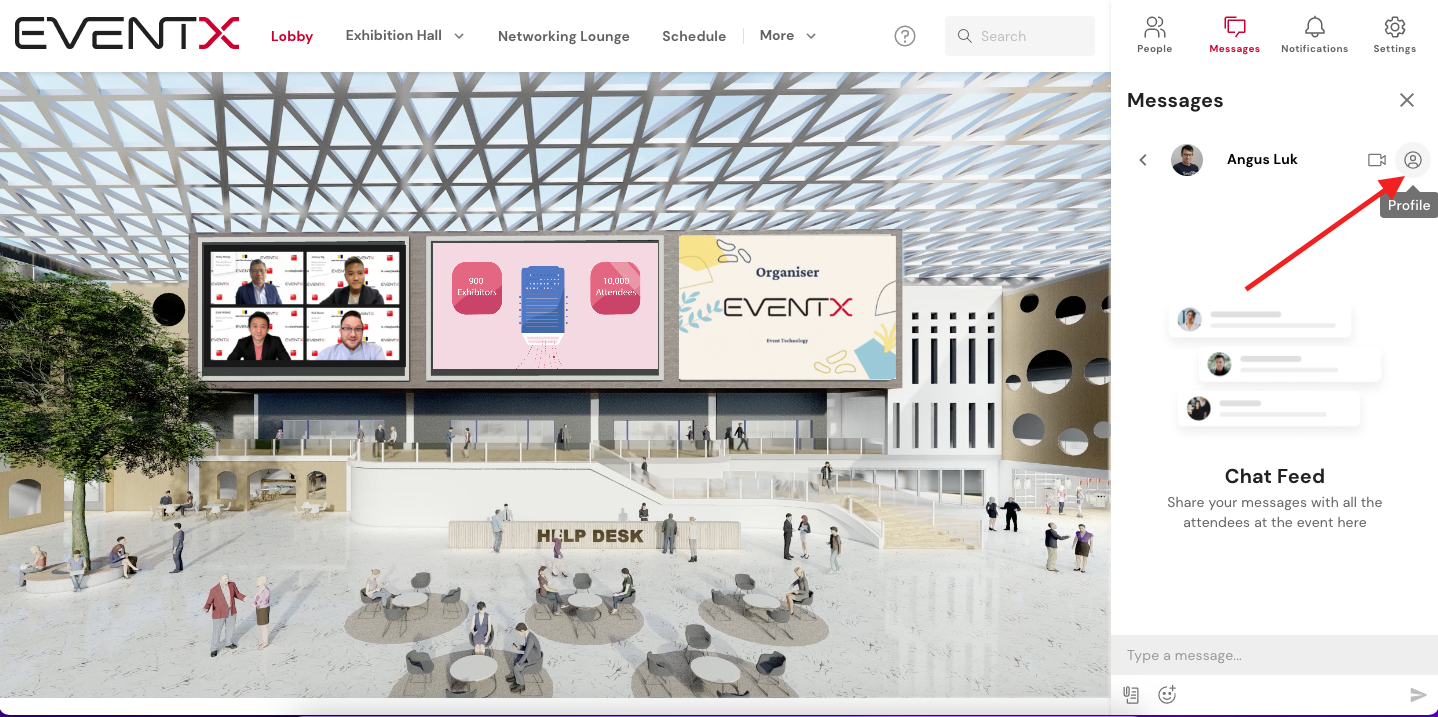 EVENTX
Lobby
Exhibition Hall
Networking Lounge
Schedule
More
Search
People
Messages
Notifications
Settings
Messages
Angus Luk
Profile
900
Exhibitors
10,000
Attendees
Organiser
EVENTX
Event Technology
HELP DESK
Chat Feed
Share your messages with all the
attendees at the event here
Type a message...